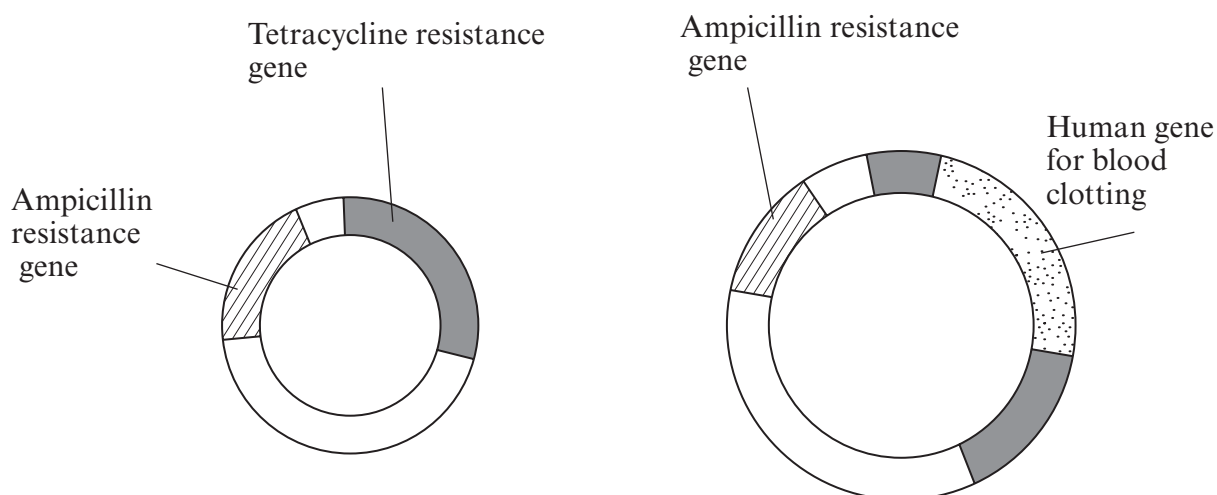 Tetracycline resistance
gene
Ampicillin
resistance
gene
Ampicillin resistance
gene
Human gene
for blood
clotting